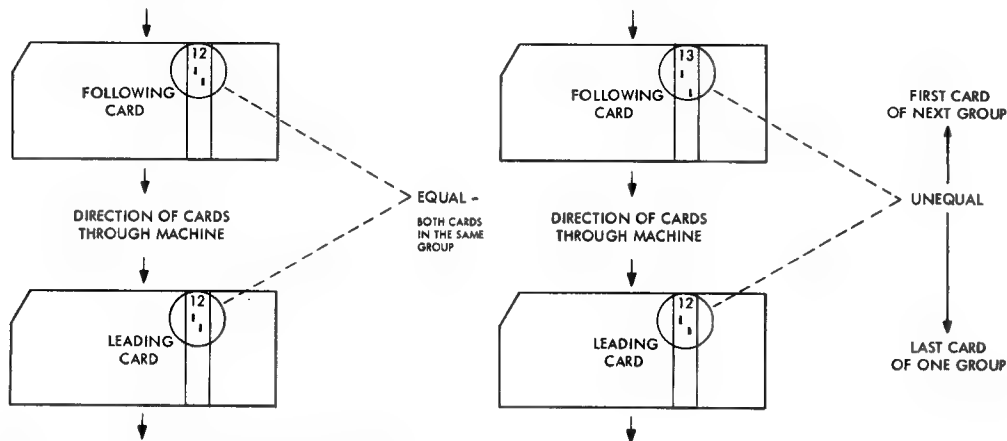 12
FOLLOWING
CARD
DIRECTION OF CARDS
THROUGH MACHINE
EQUAL -
BOTH CARDS
IN THE SAME
GROUP
12
LEADING
CARD
13
FOLLOWING
CARD
DIRECTION OF CARDS
THROUGH MACHINE
12
LEADING
CARD
FIRST CARD
OF NEXT GROUP
UNEQUAL
LAST CARD
OF ONE GROUP